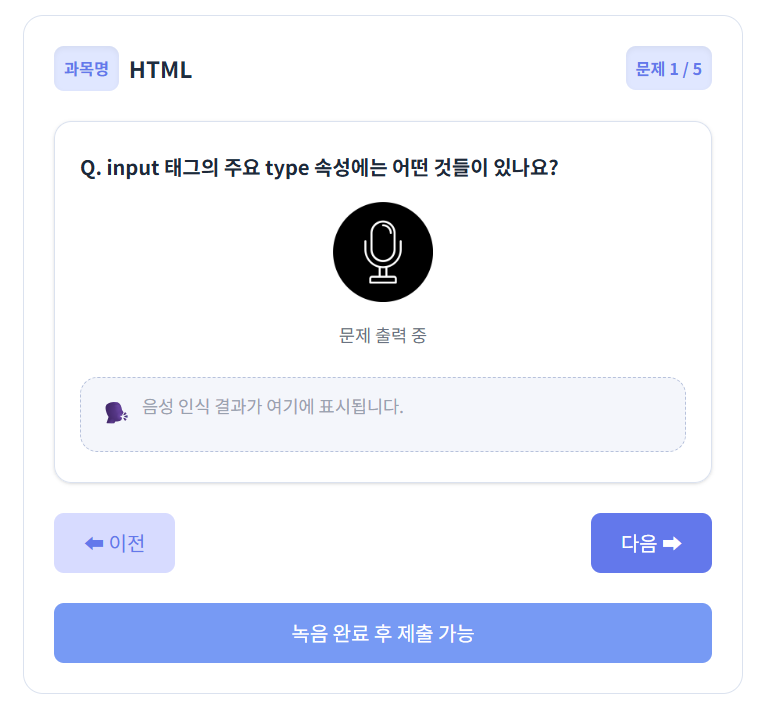 과목명 HTML 문제 1 / 5
Q. input 태그의 주요 type 속성에는 어떤 것들이 있나요?
문제 출력 중
음성 인식 결과가 여기에 표시됩니다.
⬅ 이전 다음 ➡
녹음 완료 후 제출 가능